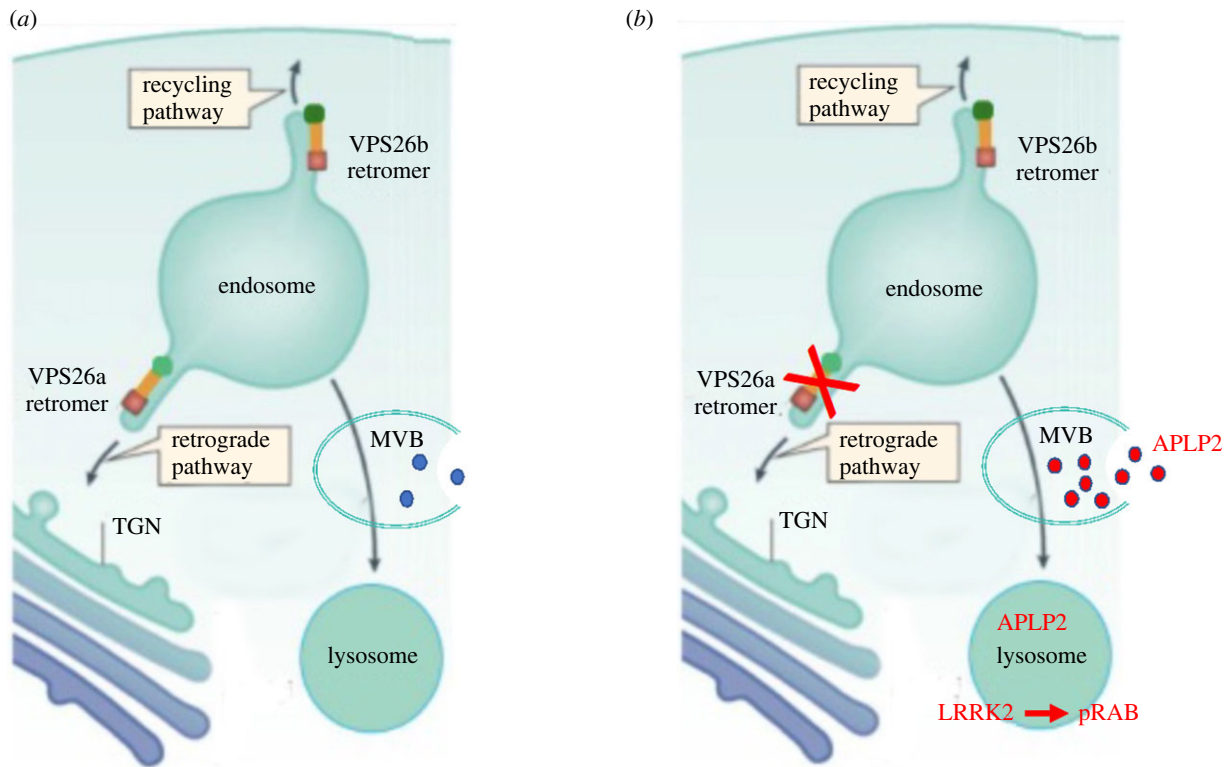 (a)
recycling
pathway
VPS26b
retromer
endosome
VPS26a
retromer
retrograde
pathway
MVB
TGN
lysosome
(b)
recycling
pathway
VPS26b
retromer
endosome
VPS26a
retromer
retrograde
pathway
MVB
APLP2
TGN
APLP2
lysosome
LRRK2 pRAB